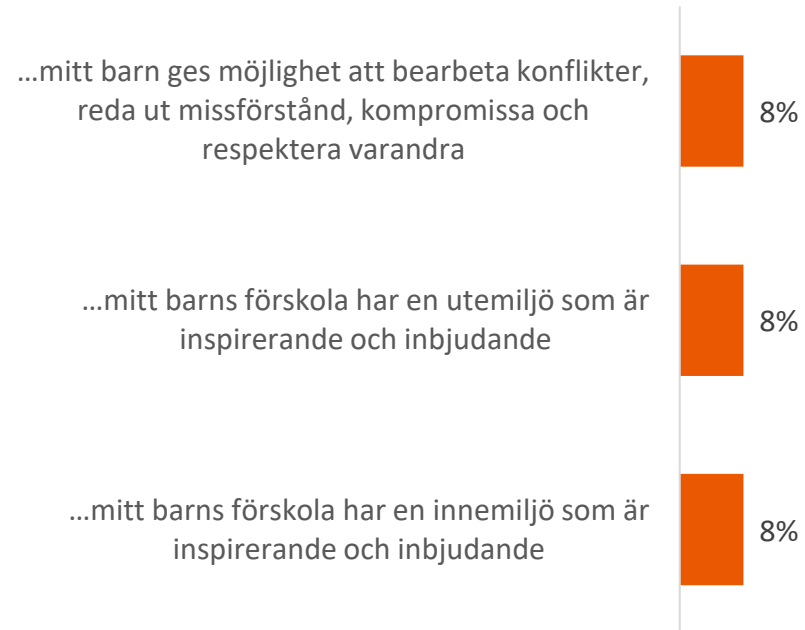 …mitt barn ges möjlighet att bearbeta konflikter,
reda ut missförstånd, kompromissa och
respektera varandra
8%
…mitt barns förskola har en utemiljö som är
inspirerande och inbjudande
8%
…mitt barns förskola har en innemiljö som är
inspirerande och inbjudande
8%